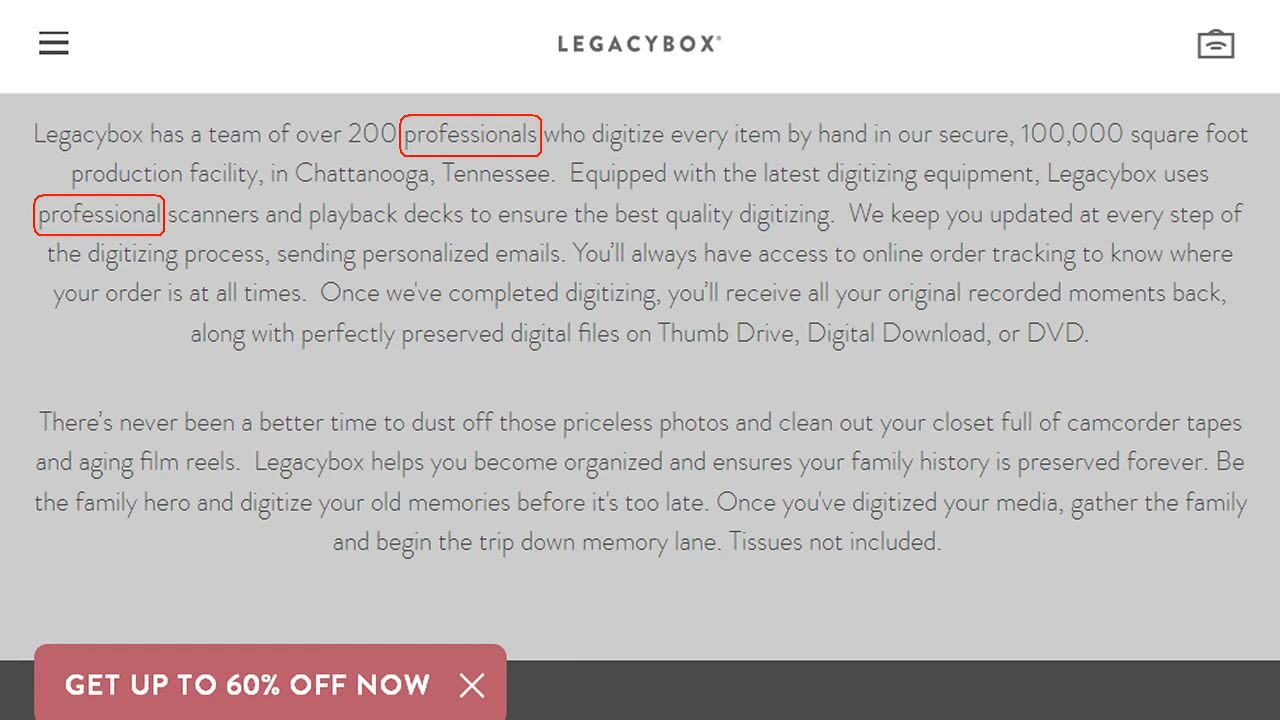 LEGACYBOX®
Legacybox has a team of over 200 professionals who digitize every item by hand in our secure, 100,000 square foot
production facility, in Chattanooga, Tennessee.  Equipped with the latest digitizing equipment, Legacybox uses
professional scanners and playback decks to ensure the best quality digitizing.  We keep you updated at every step of
the digitizing process, sending personalized emails. You’ll always have access to online order tracking to know where
your order is at all times.  Once we've completed digitizing, you’ll receive all your original recorded moments back,
along with perfectly preserved digital files on Thumb Drive, Digital Download, or DVD.
There’s never been a better time to dust off those priceless photos and clean out your closet full of camcorder tapes
and aging film reels.  Legacybox helps you become organized and ensures your family history is preserved forever. Be
the family hero and digitize your old memories before it's too late. Once you've digitized your media, gather the family
and begin the trip down memory lane. Tissues not included.
GET UP TO 60% OFF NOW